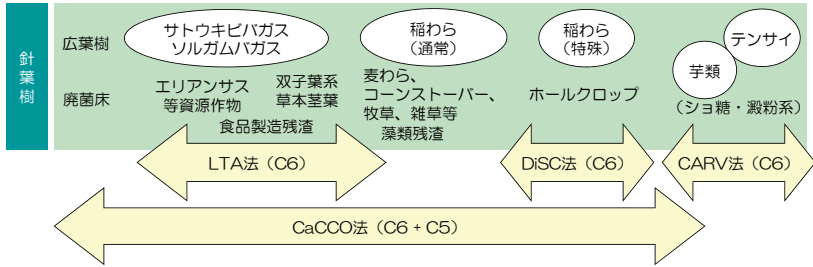 針葉樹
広葉樹
廃菌床
サトウキビバガス
ソルガムバガス
エリアンサス
等資源作物
双子葉系
草本茎葉
食品製造残渣
稲わら
（通常）
麦わら、
コーンストーバー、
牧草、雑草等
藻類残渣
稲わら
（特殊）
ホールクロップ
テンサイ
芋類
（ショ糖・澱粉系）
LTA法（C6）
DiSC法（C6）
CARV法（C6）
CaCCO法（C6 + C5）